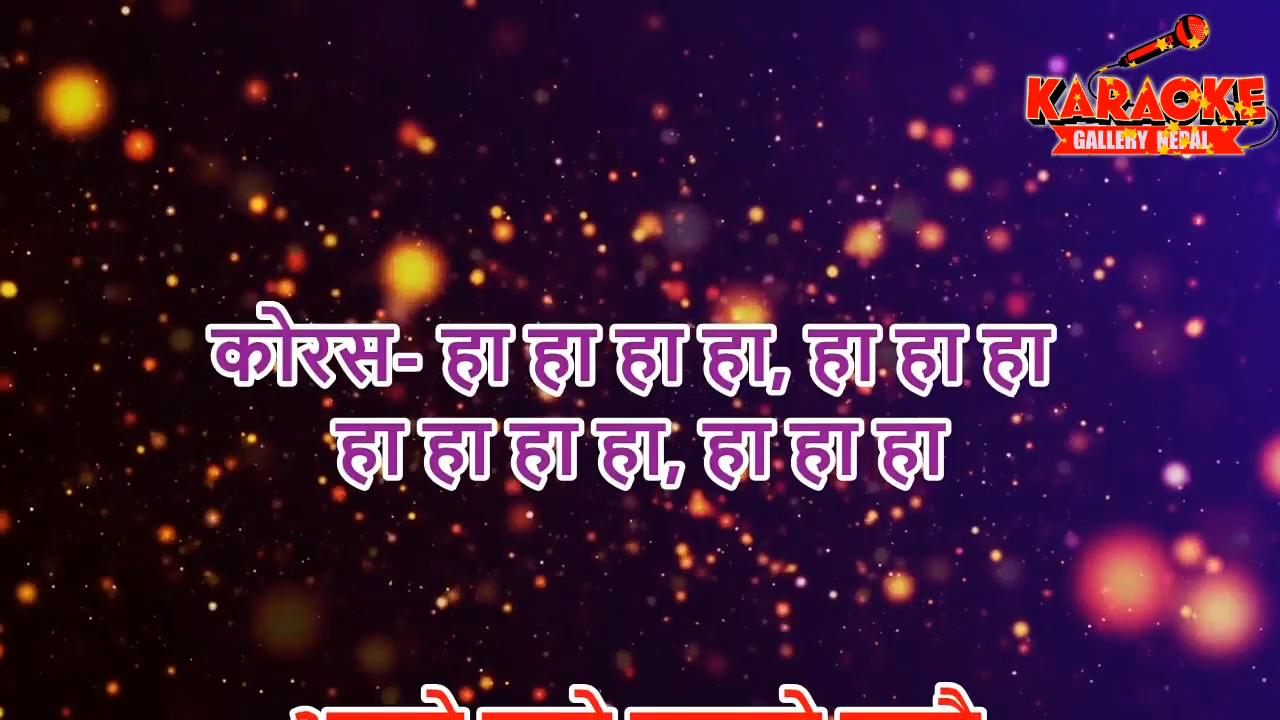 KARAOKE
GALLERY NEPAL
कोरस- हा हा हा हा, हा हा हा
हा हा हा हा, हा हा हा